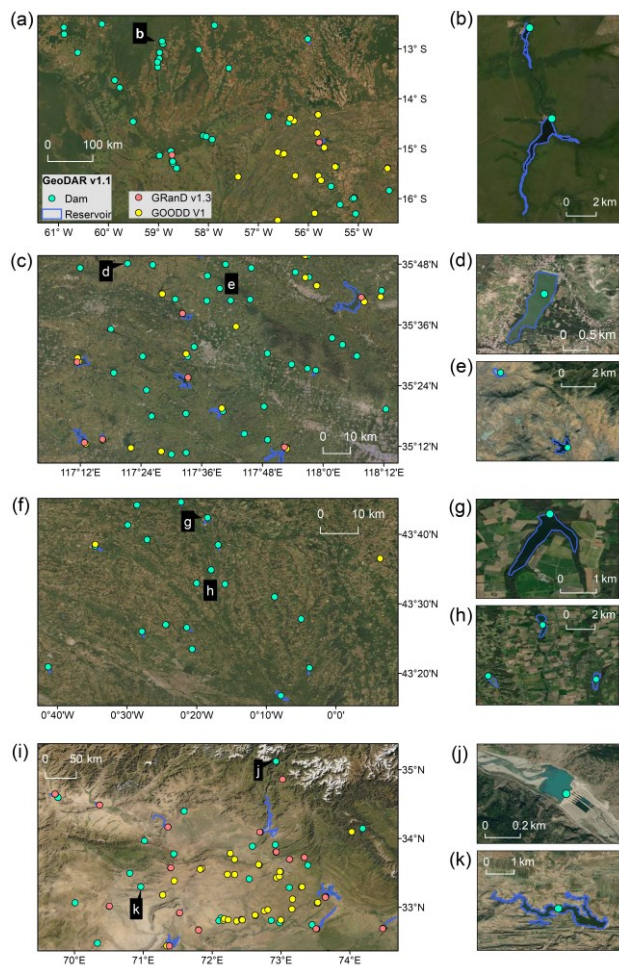 (a)
b
12° S
13° S
14° S
15° S
16° S
0 100 km
GeoDAR v1.1
Dam
Reservoir
GRanD v1.3
GOODD V1
61° W 60° W 59° W 58° W 57° W 56° W 55° W
(b)
0 2 km
(c)
d
e
35°48'N
35°36'N
35°24'N
35°12'N
0 10 km
117°12'E 117°24'E 117°36'E 117°48'E 118°0'E 118°12'E
(d)
0 0.5 km
(e)
0 2 km
(f)
g
h
0 10 km
43°40'N
43°30'N
43°20'N
0°40'W 0°30'W 0°20'W 0°10'W 0°0'
(g)
0 1 km
(h)
0 2 km
(i)
0 50 km
j
k
35°N
34°N
33°N
70°E 71°E 72°E 73°E 74°E
(j)
0 0.2 km
(k)
0 1 km